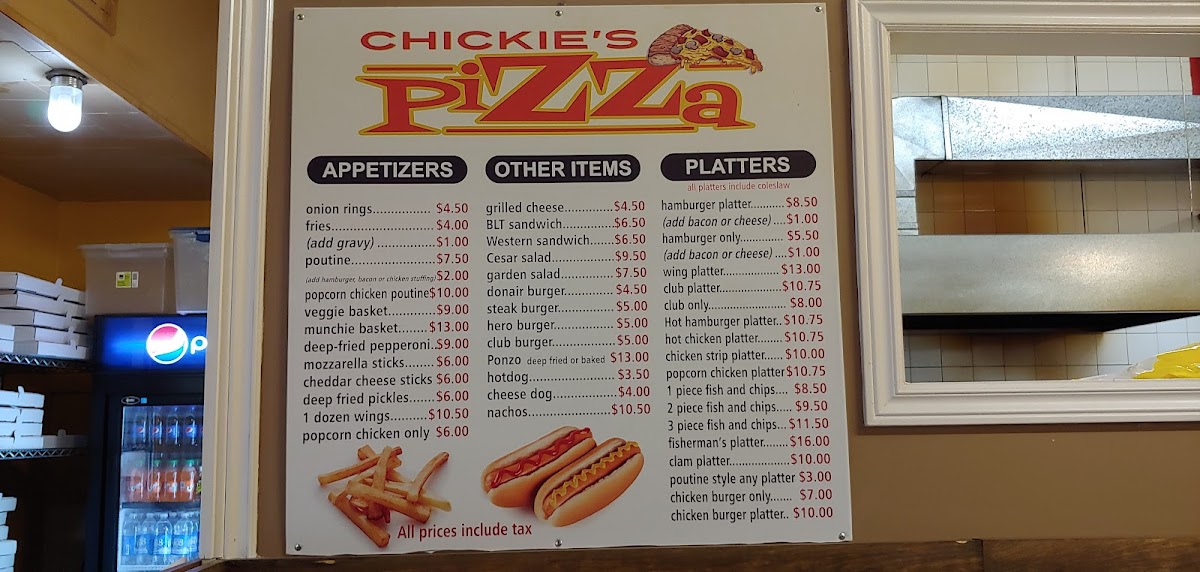 CHICKIE'S
PiZZa
APPETIZERS
onion rings................. $4.50
fries............................ $4.00
(add gravy) ................$1.00
poutine.......................$7.50
(add hamburger, bacon or chicken stuffing) $2.00
popcorn chicken poutine $10.00
veggie basket.............$9.00
munchie basket........$13.00
deep-fried pepperoni..$9.00
mozzarella sticks........$6.00
cheddar cheese sticks $6.00
deep fried pickles.......$6.00
1 dozen wings..........$10.50
popcorn chicken only $6.00
OTHER ITEMS
grilled cheese..............$4.50
BLT sandwich..............$6.50
Western sandwich.......$6.50
Cesar salad.................$9.50
garden salad...............$7.50
donair burger..............$4.50
steak burger................$5.00
hero burger.................$5.00
club burger.................$5.00
Ponzo deep fried or baked $13.00
hotdog........................$3.50
cheese dog..................$4.00
nachos......................$10.50
PLATTERS
all platters include coleslaw
hamburger platter...........$8.50
(add bacon or cheese) ....$1.00
hamburger only............. $5.50
(add bacon or cheese) ....$1.00
wing platter....................$13.00
club platter.....................$10.75
club only........................ $8.00
Hot hamburger platter..$10.75
hot chicken platter........$10.75
chicken strip platter......$10.00
popcorn chicken platter $10.75
1 piece fish and chips.... $8.50
2 piece fish and chips..... $9.50
3 piece fish and chips...$11.50
fisherman's platter........$16.00
clam platter...................$10.00
poutine style any platter $3.00
chicken burger only....... $7.00
chicken burger platter.. $10.00
All prices include tax
p